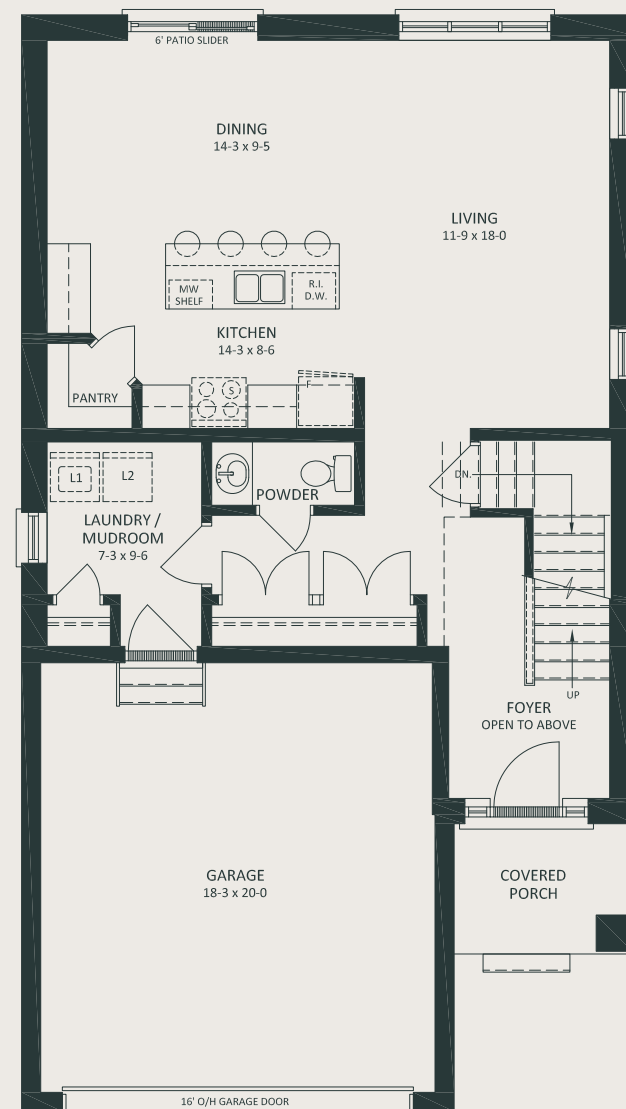 6' PATIO SLIDER
DINING
14-3 x 9-5
LIVING
11-9 x 18-0
MW
SHELF
R.I.
D.W.
KITCHEN
14-3 x 8-6
S
F
PANTRY
L1
L2
POWDER
DN.
LAUNDRY /
MUDROOM
7-3 x 9-6
UP
FOYER
OPEN TO ABOVE
GARAGE
18-3 x 20-0
COVERED
PORCH
16' O/H GARAGE DOOR